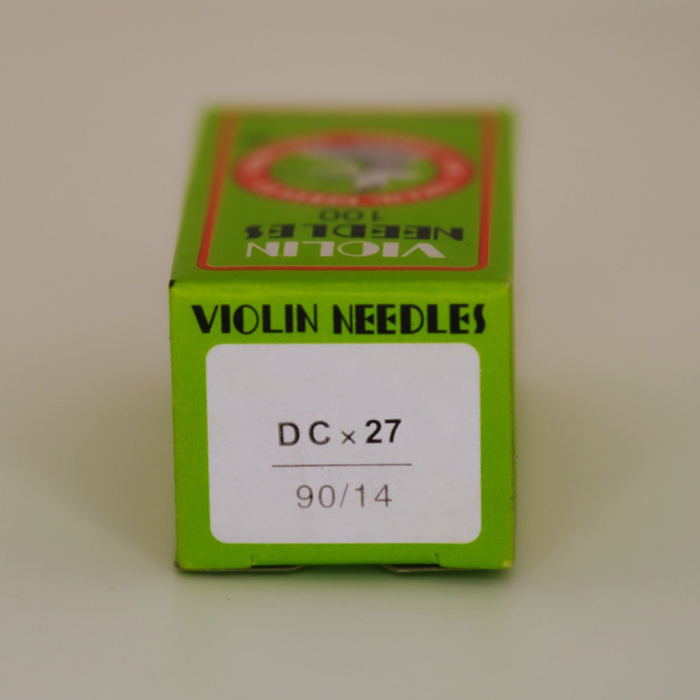 100
NEEDLES
VIOLIN
VIOLIN NEEDLES
DC × 27
90/14